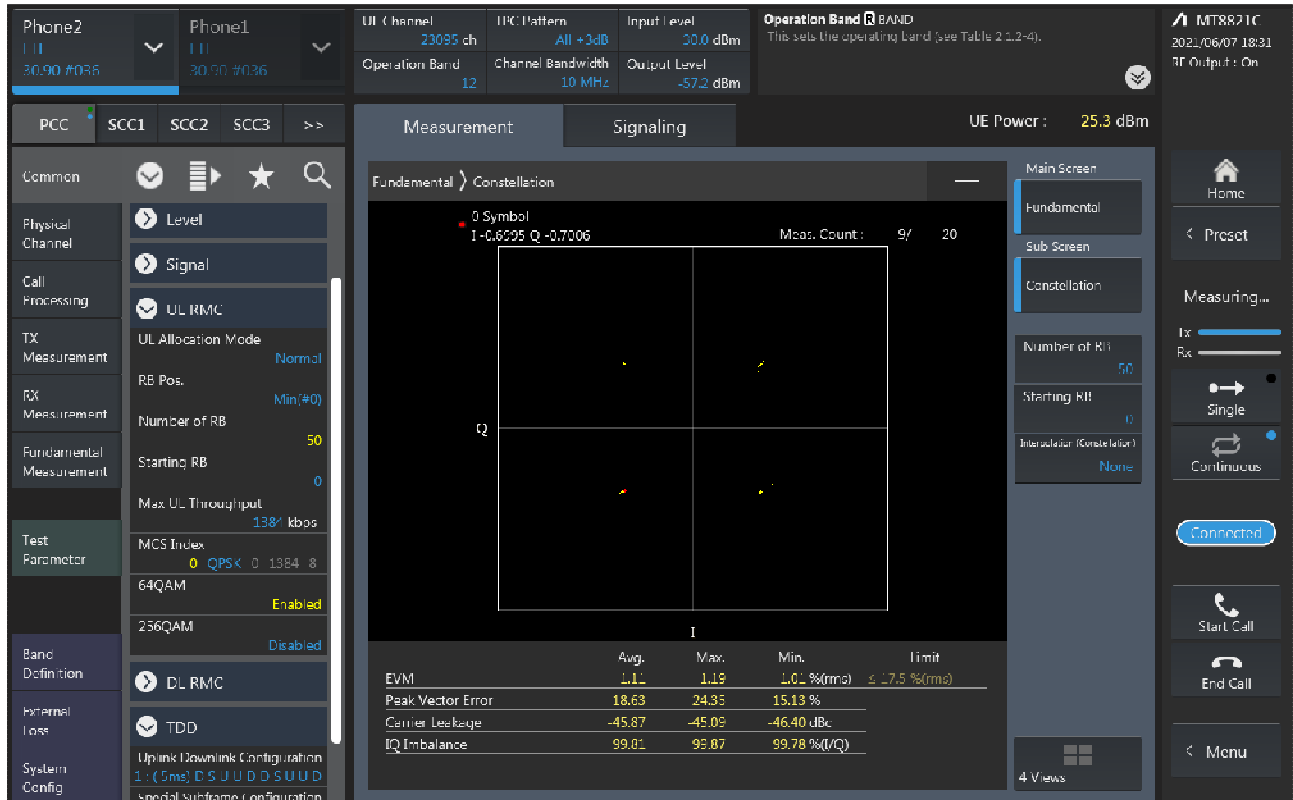 Phone2
Phone1
30.90 #036
30.90 #036
UL Channel
23095 ch
TPC Pattern
All +3dB
Input Level
30.0 dBm
Operation Band
12
Channel Bandwidth
10 MHz
Output Level
-57.2 dBm
Operation Band R BAND
This sets the operating band (see Table 2.1.2-4).
MT8821C
2021/06/07 18:31
RF Output : On
PCC
SCC1
SCC2
SCC3
>>
Measurement
Signaling
UE Power :
25.3 dBm
Common
Physical
Channel
Call
Processing
TX
Measurement
RX
Measurement
Fundamental
Measurement
Test
Parameter
Band
Definition
External
Loss
System
Config
Level
Signal
UL RMC
UL Allocation Mode
Normal
RB Pos.
Min(#0)
Number of RB
50
Starting RB
0
Max UL Throughput
1384 kbps
MCS Index
0 QPSK 0 1384 8
64QAM
Enabled
256QAM
Disabled
DL RMC
TDD
Uplink Downlink Configuration
1 : ( 5ms) D S U U D D S U U D
Special Subframe Configuration
Fundamental
Constellation
0 Symbol
I -0.6995 Q -0.7006
Meas. Count :
9/
20
Q
I
Avg.
Max.
Min.
Limit
EVM
1.11
1.19
1.01 %(rms)
≤ 17.5 %(rms)
Peak Vector Error
18.63
24.35
15.13 %
Carrier Leakage
-45.87
-45.09
-46.40 dBc
IQ Imbalance
99.81
99.87
99.78 %(I/Q)
Main Screen
Fundamental
Sub Screen
Constellation
Number of RB
50
Starting RB
0
Interpolation (Constellation)
None
4 Views
Home
< Preset
Measuring...
Tx
Rx
Single
Continuous
Connected
Start Call
End Call
< Menu